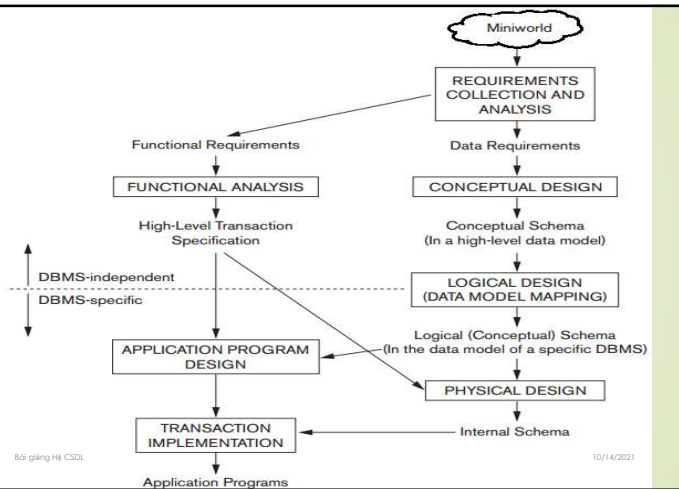 Miniworld
REQUIREMENTS
COLLECTION AND
ANALYSIS
Functional Requirements
Data Requirements
FUNCTIONAL ANALYSIS
CONCEPTUAL DESIGN
High-Level Transaction
Specification
Conceptual Schema
(In a high-level data model)
DBMS-independent
LOGICAL DESIGN
(DATA MODEL MAPPING)
DBMS-specific
Logical (Conceptual) Schema
(In the data model of a specific DBMS)
APPLICATION PROGRAM
DESIGN
PHYSICAL DESIGN
TRANSACTION
IMPLEMENTATION
Internal Schema
Bài giảng Hệ CSDL
10/14/2021
Application Programs